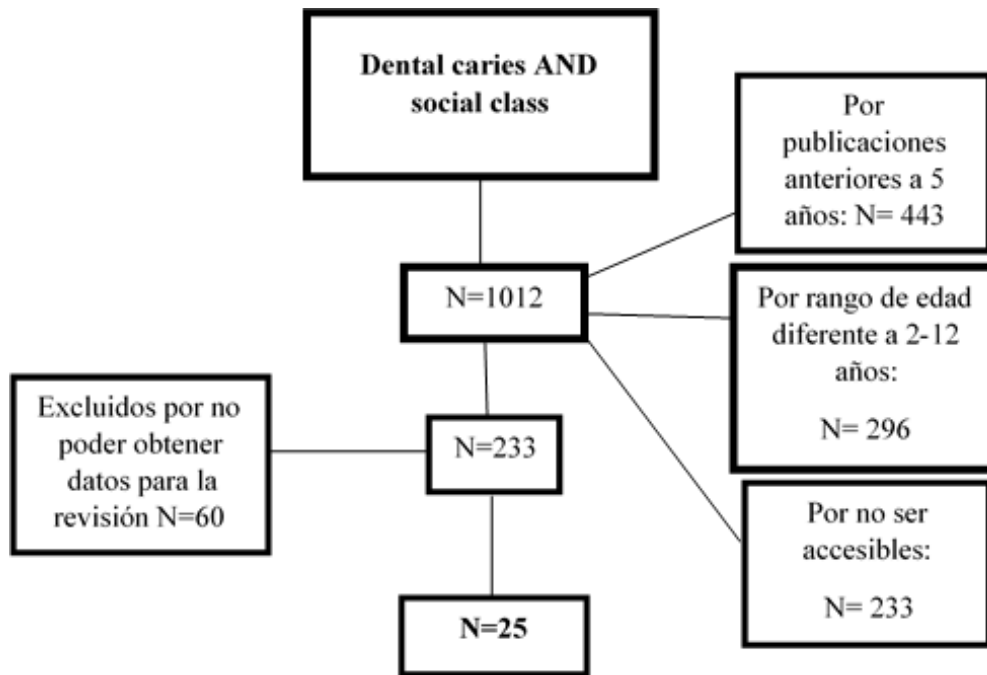 Dental caries AND
social class
Por
publicaciones
anteriores a 5
años: N= 443
N=1012
Por rango de edad
diferente a 2-12
años:
N= 296
Excluidos por no
poder obtener
datos para la
revisión N=60
N=233
Por no ser
accesibles:
N= 233
N=25